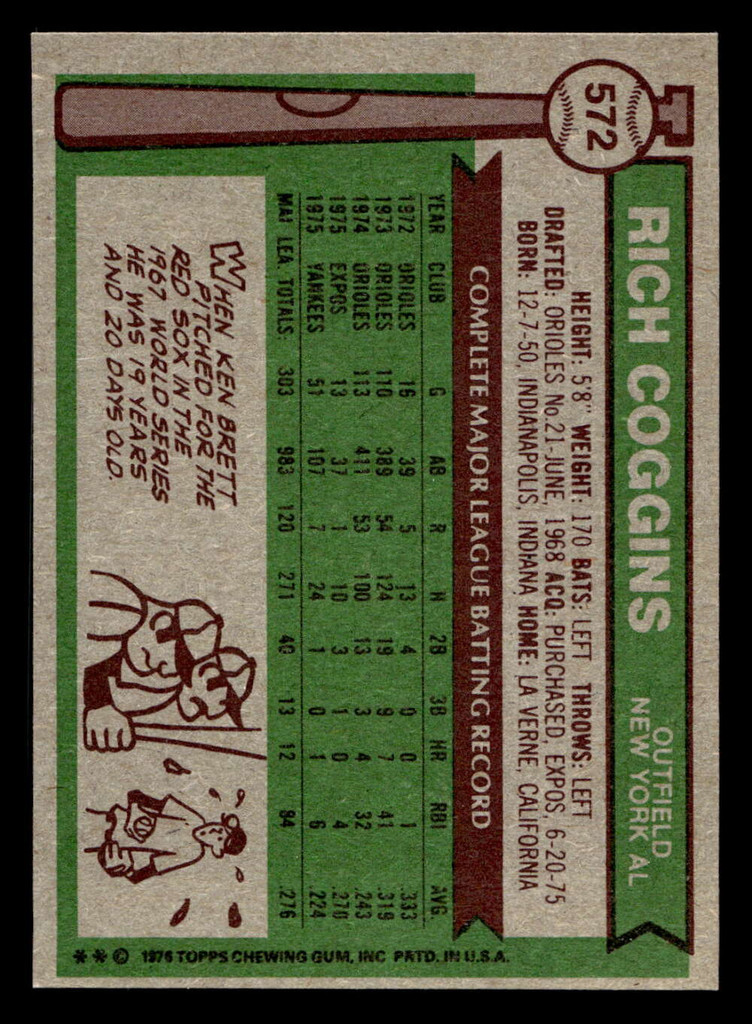 572
RICH COGGINS
OUTFIELD
NEW YORK AL
HEIGHT: 5'8" WEIGHT: 170 BATS: LEFT THROWS: LEFT
DRAFTED: ORIOLES No.21-JUNE, 1968 ACQ: PURCHASED, EXPOS, 6-20-75
BORN: 12-7-50, INDIANAPOLIS, INDIANA HOME: LA VERNE, CALIFORNIA
COMPLETE MAJOR LEAGUE BATTING RECORD
YEAR CLUB G AB R H 2B 3B HR RBI AVG.
1972 ORIOLES 16 39 5 13 4 0 0 1 .333
1973 ORIOLES 110 389 54 124 19 9 7 41 .319
1974 ORIOLES 113 411 53 100 13 3 4 32 .243
1975 EXPOS 13 37 1 10 3 1 0 4 .270
1975 YANKEES 51 107 7 24 1 0 1 6 .224
MAJ. LEA. TOTALS: 303 983 120 271 40 13 12 84 .276
WHEN KEN BRETT
PITCHED FOR THE
RED SOX IN THE
1967 WORLD SERIES
HE WAS 19 YEARS
AND 20 DAYS OLD.
** © 1976 TOPPS CHEWING GUM, INC. PRTD. IN U.S.A.